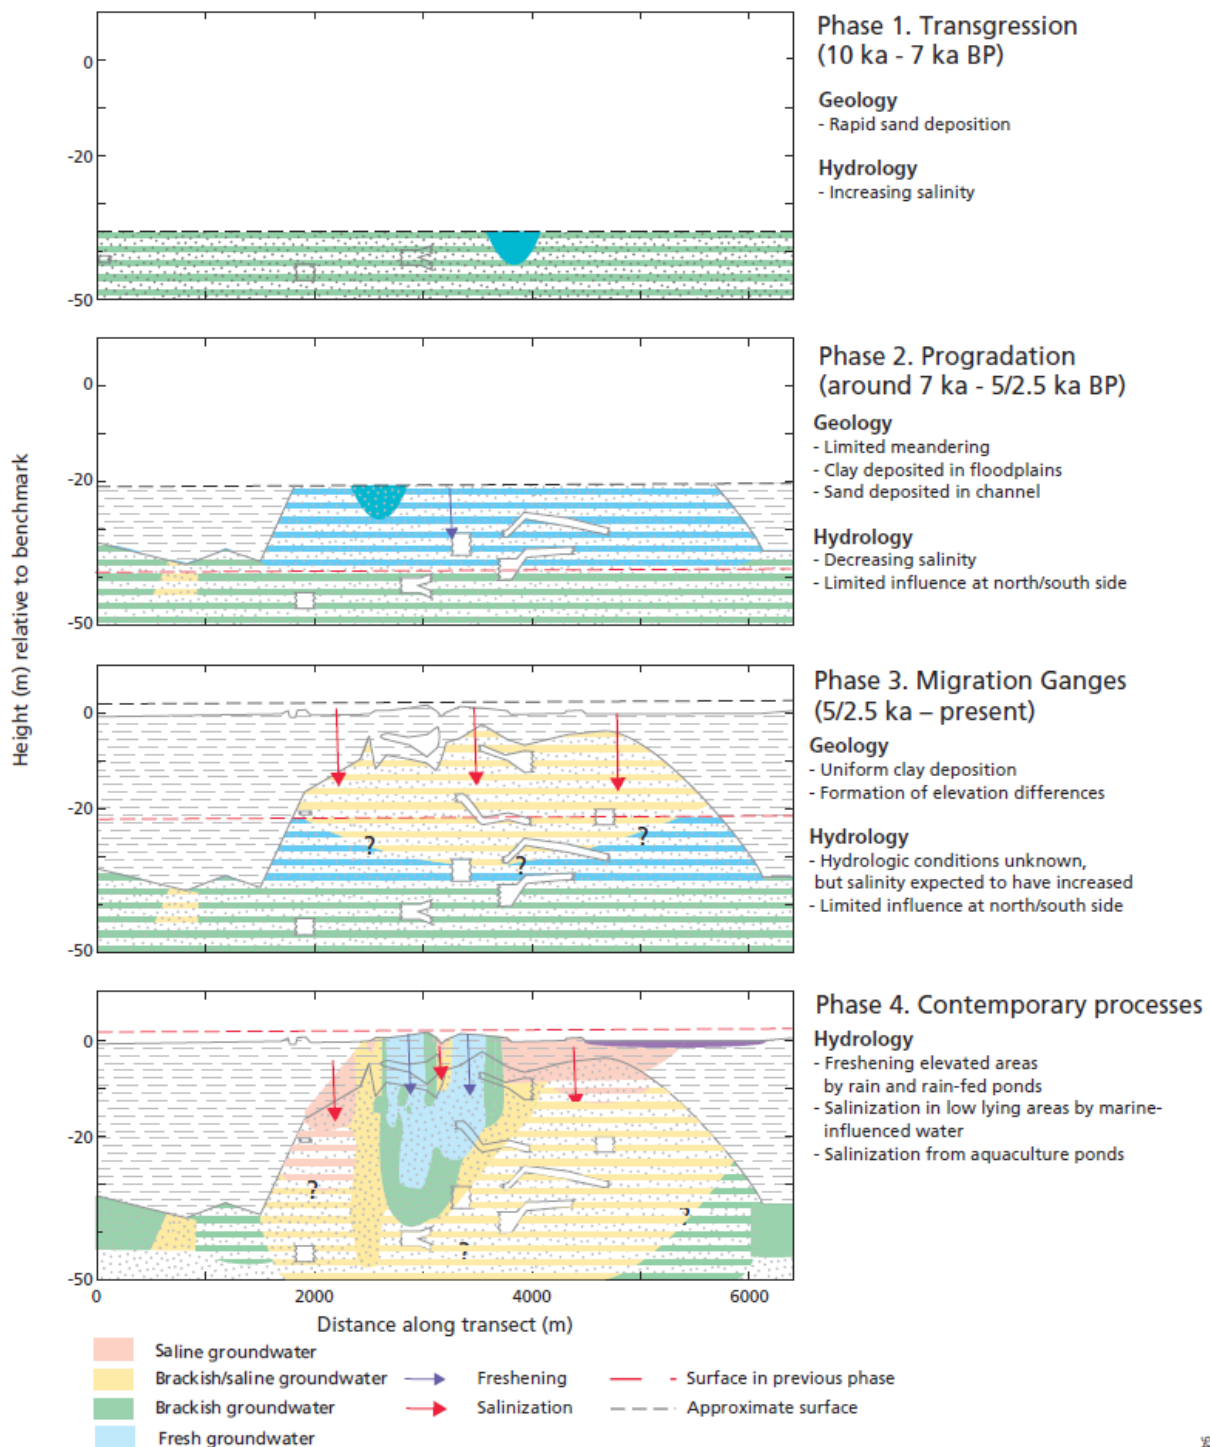 Height (m) relative to benchmark
0
-20
-50
Phase 1. Transgression
(10 ka - 7 ka BP)
Geology
- Rapid sand deposition
Hydrology
- Increasing salinity
0
-20
-50
Phase 2. Progradation
(around 7 ka - 5/2.5 ka BP)
Geology
- Limited meandering
- Clay deposited in floodplains
- Sand deposited in channel
Hydrology
- Decreasing salinity
- Limited influence at north/south side
0
-20
-50
?
?
?
Phase 3. Migration Ganges
(5/2.5 ka – present)
Geology
- Uniform clay deposition
- Formation of elevation differences
Hydrology
- Hydrologic conditions unknown,
but salinity expected to have increased
- Limited influence at north/south side
0
-20
-50
?
?
?
Phase 4. Contemporary processes
Hydrology
- Freshening elevated areas
by rain and rain-fed ponds
- Salinization in low lying areas by marine-
influenced water
- Salinization from aquaculture ponds
0 2000 4000 6000
Distance along transect (m)
Saline groundwater
Brackish/saline groundwater Freshening Surface in previous phase
Brackish groundwater Salinization Approximate surface
Fresh groundwater